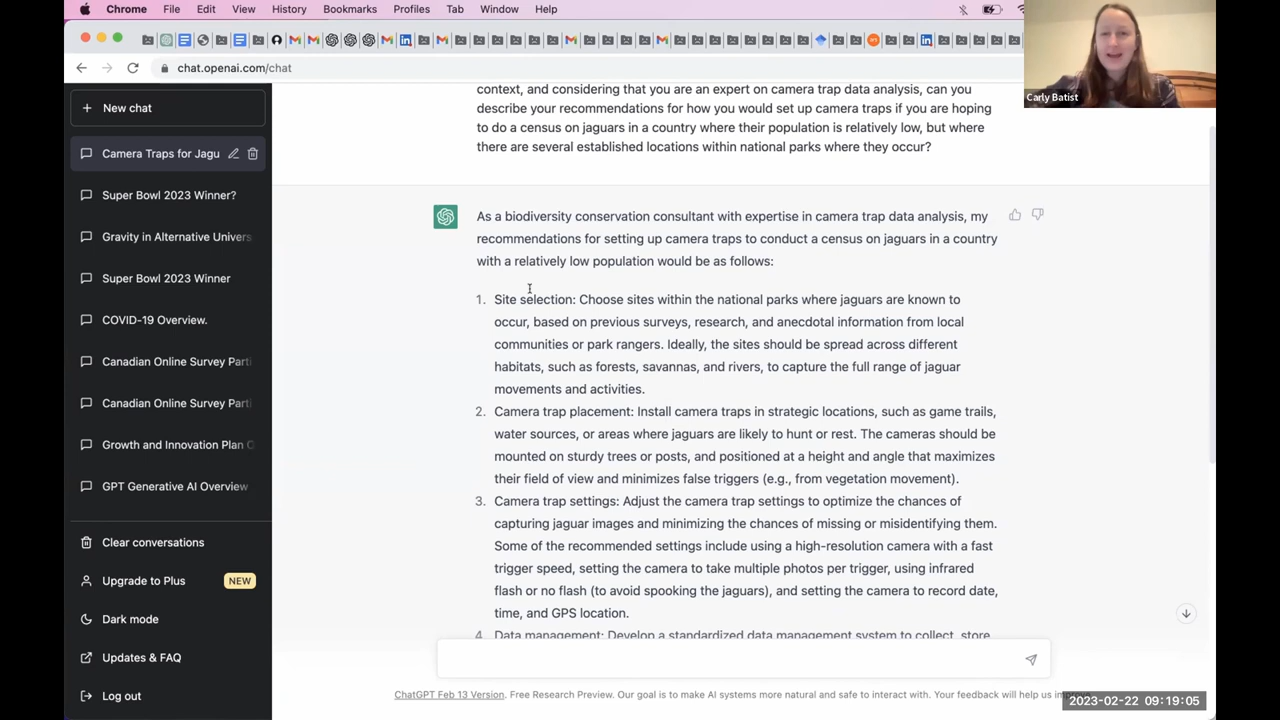 Chrome File Edit View History Bookmarks Profiles Tab Window Help
chat.openai.com/chat
Carly Batist
New chat
Camera Traps for Jagu
Super Bowl 2023 Winner?
Gravity in Alternative Univers
Super Bowl 2023 Winner
COVID-19 Overview.
Canadian Online Survey Parti
Canadian Online Survey Parti
Growth and Innovation Plan O
GPT Generative AI Overview
Clear conversations
Upgrade to Plus NEW
Dark mode
Updates & FAQ
Log out
context, and considering that you are an expert on camera trap data analysis, can you
describe your recommendations for how you would set up camera traps if you are hoping
to do a census on jaguars in a country where their population is relatively low, but where
there are several established locations within national parks where they occur?
As a biodiversity conservation consultant with expertise in camera trap data analysis, my
recommendations for setting up camera traps to conduct a census on jaguars in a country
with a relatively low population would be as follows:
1. Site selection: Choose sites within the national parks where jaguars are known to
occur, based on previous surveys, research, and anecdotal information from local
communities or park rangers. Ideally, the sites should be spread across different
habitats, such as forests, savannas, and rivers, to capture the full range of jaguar
movements and activities.
2. Camera trap placement: Install camera traps in strategic locations, such as game trails,
water sources, or areas where jaguars are likely to hunt or rest. The cameras should be
mounted on sturdy trees or posts, and positioned at a height and angle that maximizes
their field of view and minimizes false triggers (e.g., from vegetation movement).
3. Camera trap settings: Adjust the camera trap settings to optimize the chances of
capturing jaguar images and minimizing the chances of missing or misidentifying them.
Some of the recommended settings include using a high-resolution camera with a fast
trigger speed, setting the camera to take multiple photos per trigger, using infrared
flash or no flash (to avoid spooking the jaguars), and setting the camera to record date,
time, and GPS location.
4. Data management: Develop a standardized data management system to collect, store,
ChatGPT Feb 13 Version. Free Research Preview. Our goal is to make AI systems more natural and safe to interact with. Your feedback will help us improve.
2023-02-22 09:19:05